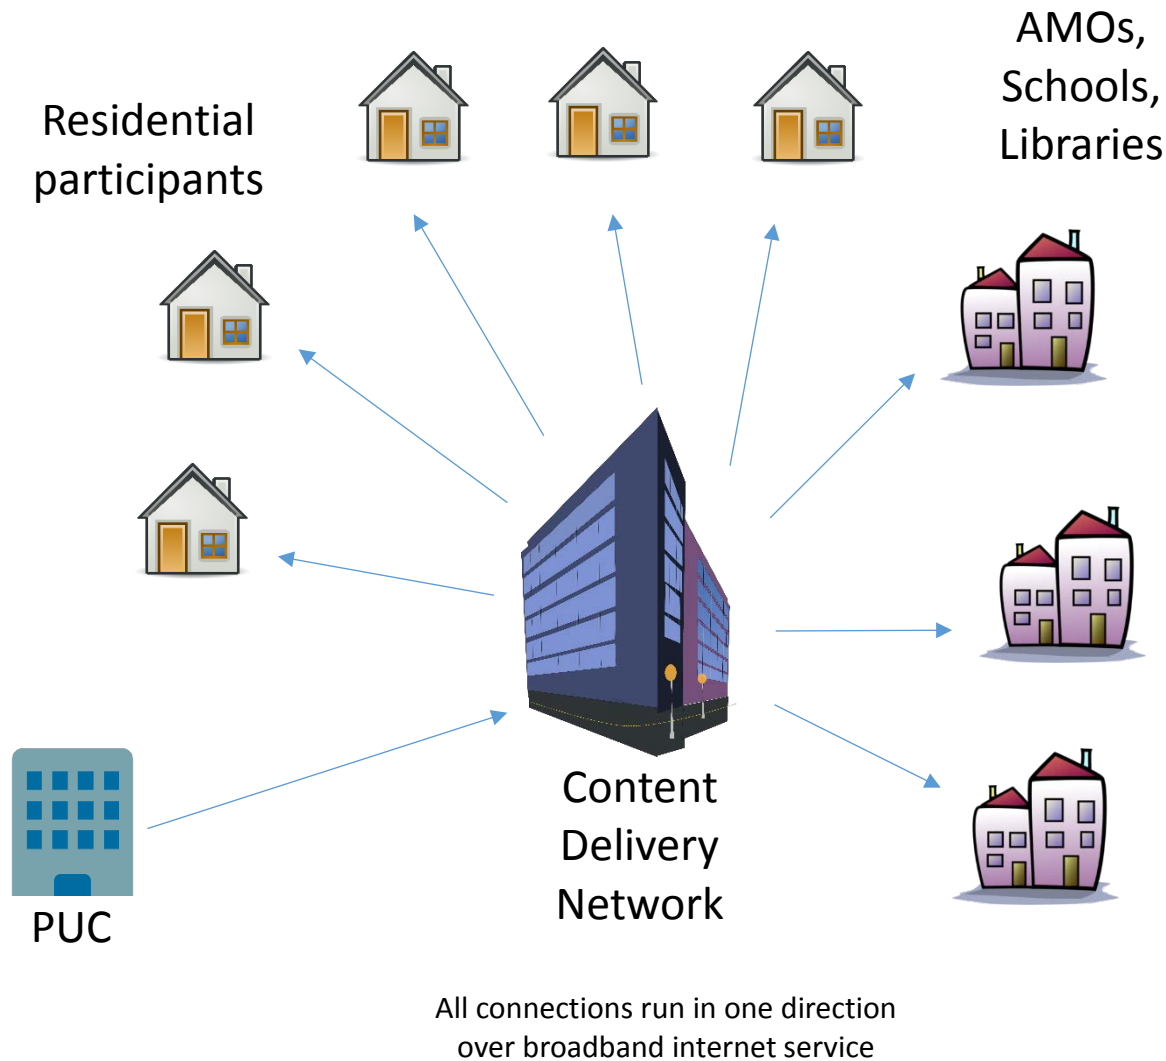 Residential
participants
AMOs,
Schools,
Libraries
PUC
Content
Delivery
Network
All connections run in one direction
over broadband internet service